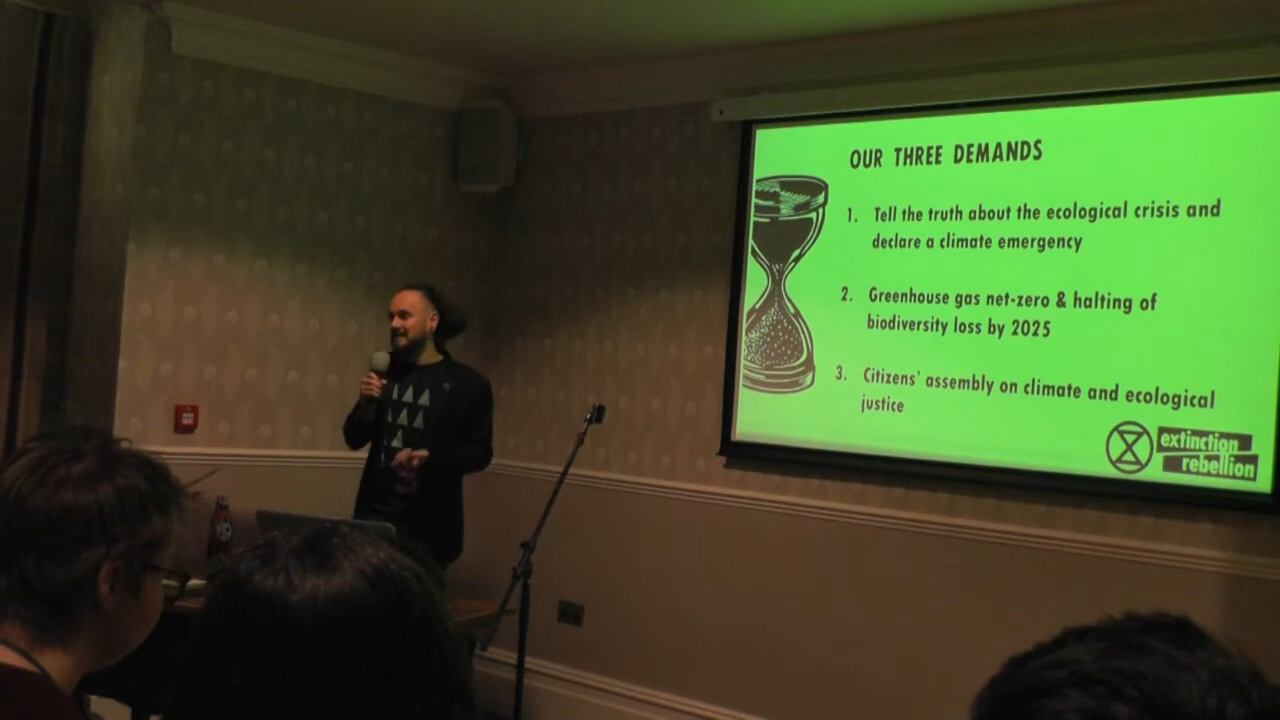 OUR THREE DEMANDS
1. Tell the truth about the ecological crisis and
declare a climate emergency
2. Greenhouse gas net-zero & halting of
biodiversity loss by 2025
3. Citizens' assembly on climate and ecological
justice
extinction
rebellion